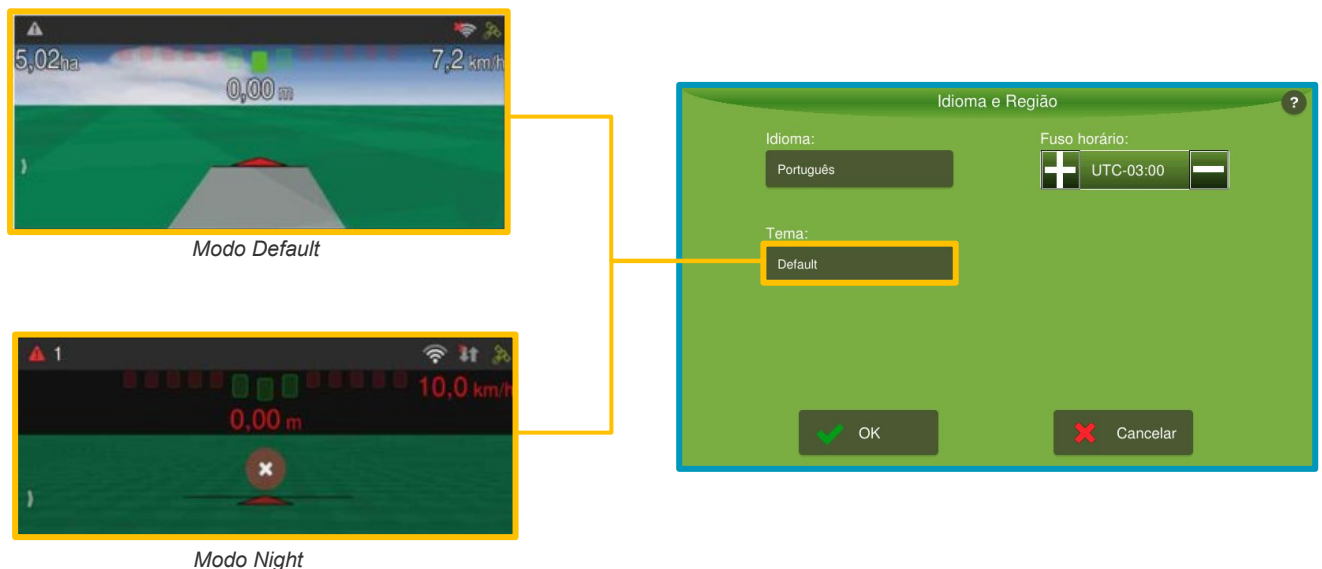 5,02ha
7,2 km/h
0,00 m
Modo Default
1
10,0 km/h
0,00 m
Modo Night
Idioma e Região
?
Idioma:
Fuso horário:
Português
UTC-03:00
Tema:
Default
OK
Cancelar